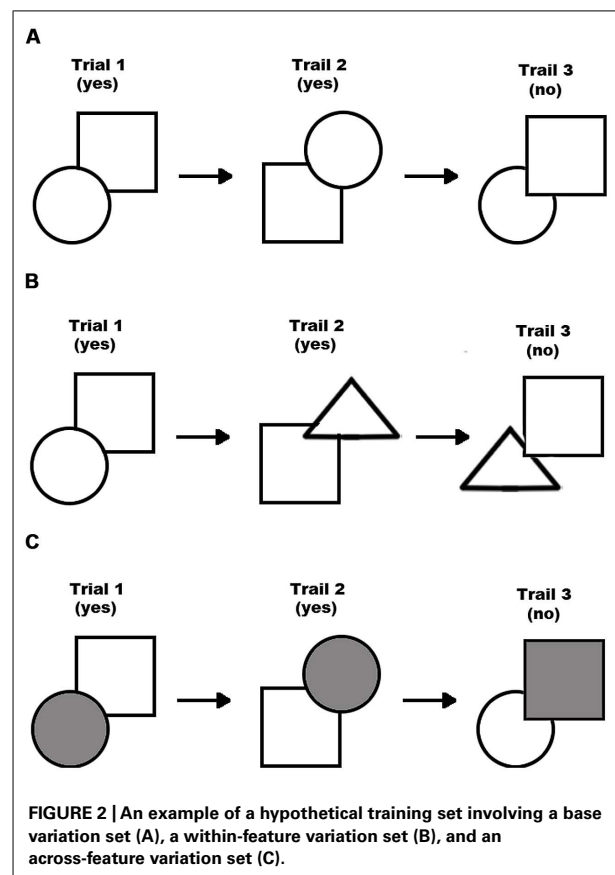 A
Trial 1 Trail 2 Trail 3
(yes) (yes) (no)
B
Trial 1 Trail 2 Trail 3
(yes) (yes) (no)
C
Trial 1 Trail 2 Trail 3
(yes) (yes) (no)
FIGURE 2 | An example of a hypothetical training set involving a base
variation set (A), a within-feature variation set (B), and an
across-feature variation set (C).